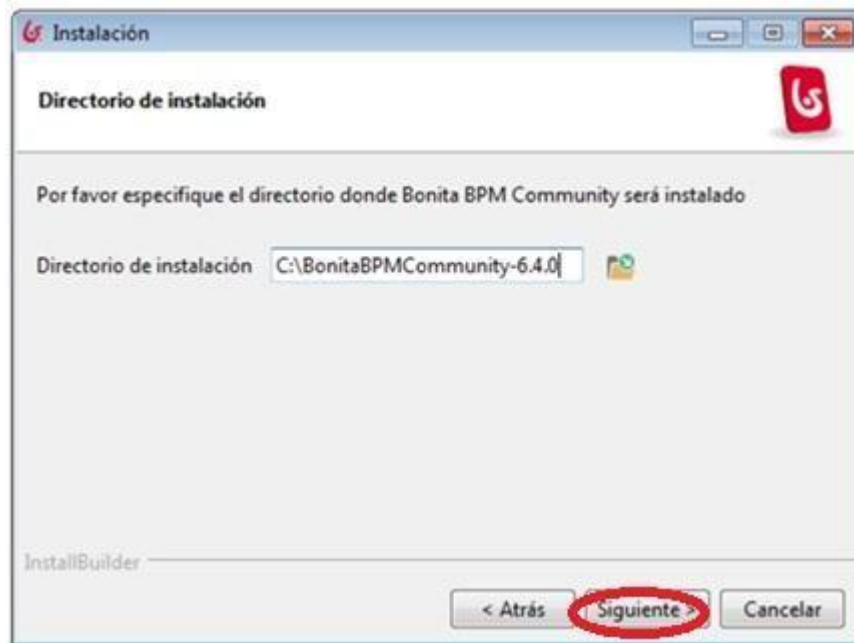 Instalación
Directorio de instalación
Por favor especifique el directorio donde Bonita BPM Community será instalado
Directorio de instalación C:\BonitaBPMCommunity-6.4.0
InstallBuilder
< Atrás Siguiente > Cancelar